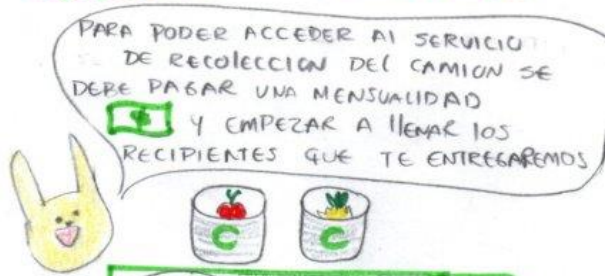 PARA PODER ACCEDER Al SERVICIO
DE RECOlECCION DEl CAMION SE
DEBE PAGAR UNA MENSUALIDAD
$ Y EMPEZAR A llENAR lOS
RECIPIENTES QUE TE ENTREGAREMOS
C C